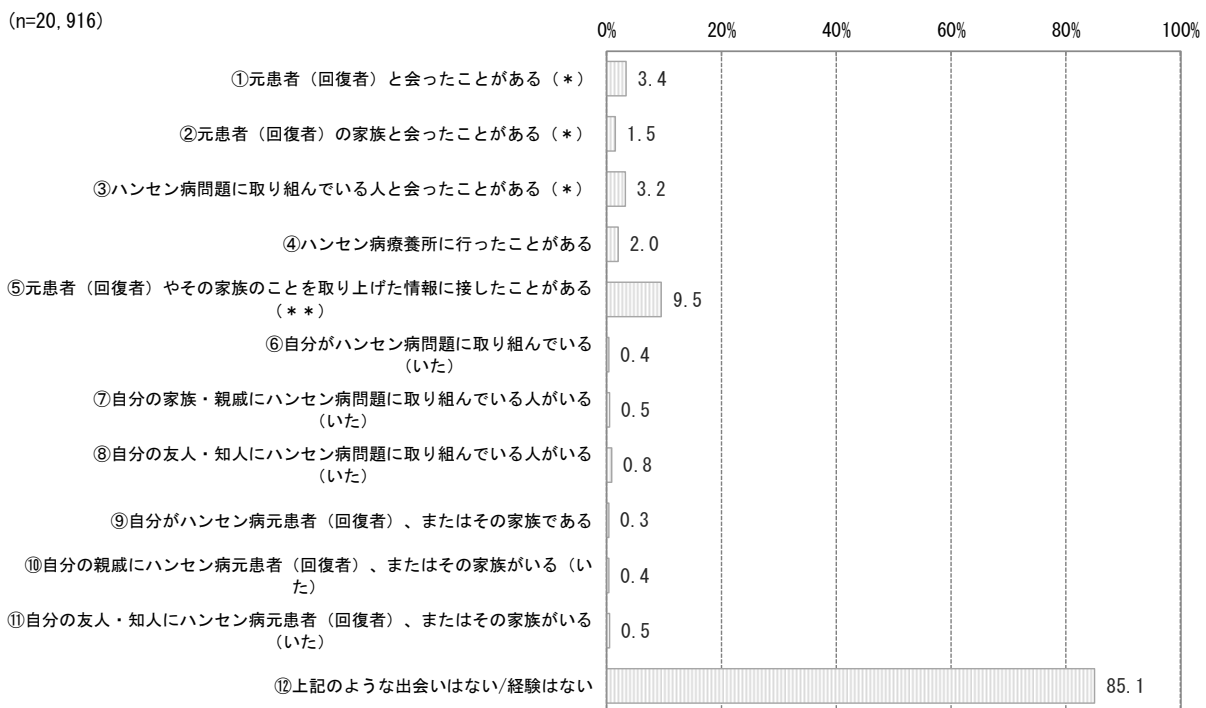 (n=20,916)
0% 20% 40% 60% 80% 100%
①元患者（回復者）と会ったことがある（＊） 3.4
②元患者（回復者）の家族と会ったことがある（＊） 1.5
③ハンセン病問題に取り組んでいる人と会ったことがある（＊） 3.2
④ハンセン病療養所に行ったことがある 2.0
⑤元患者（回復者）やその家族のことを取り上げた情報に接したことがある
（＊＊） 9.5
⑥自分がハンセン病問題に取り組んでいる
（いた） 0.4
⑦自分の家族・親戚にハンセン病問題に取り組んでいる人がいる
（いた） 0.5
⑧自分の友人・知人にハンセン病問題に取り組んでいる人がいる
（いた） 0.8
⑨自分がハンセン病元患者（回復者）、またはその家族である 0.3
⑩自分の親戚にハンセン病元患者（回復者）、またはその家族がいる（い
た） 0.4
⑪自分の友人・知人にハンセン病元患者（回復者）、またはその家族がいる
（いた） 0.5
⑫上記のような出会いはない/経験はない 85.1